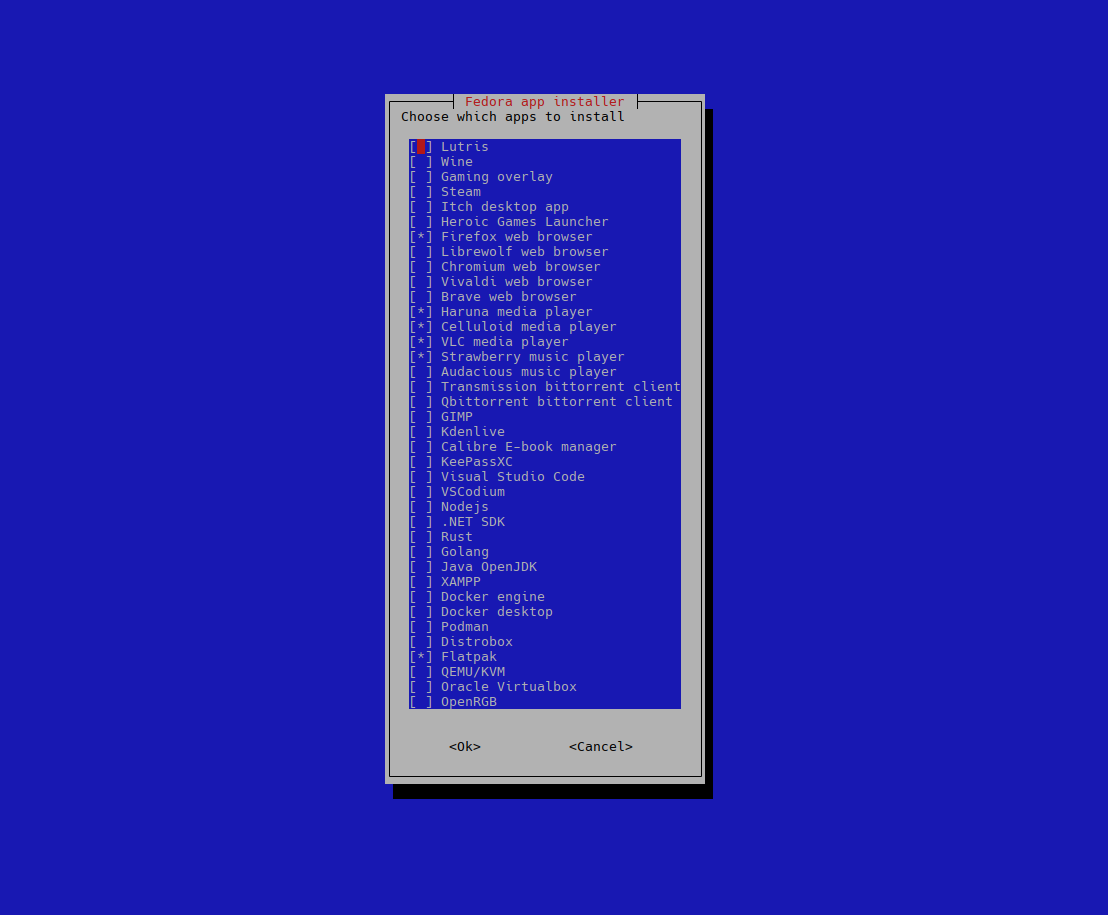 Fedora app installer
Choose which apps to install
[ ] Lutris
[ ] Wine
[ ] Gaming overlay
[ ] Steam
[ ] Itch desktop app
[ ] Heroic Games Launcher
[*] Firefox web browser
[ ] Librewolf web browser
[ ] Chromium web browser
[ ] Vivaldi web browser
[ ] Brave web browser
[*] Haruna media player
[*] Celluloid media player
[*] VLC media player
[*] Strawberry music player
[ ] Audacious music player
[ ] Transmission bittorrent client
[ ] Qbittorrent bittorrent client
[ ] GIMP
[ ] Kdenlive
[ ] Calibre E-book manager
[ ] KeePassXC
[ ] Visual Studio Code
[ ] VSCodium
[ ] Nodejs
[ ] .NET SDK
[ ] Rust
[ ] Golang
[ ] Java OpenJDK
[ ] XAMPP
[ ] Docker engine
[ ] Docker desktop
[ ] Podman
[ ] Distrobox
[*] Flatpak
[ ] QEMU/KVM
[ ] Oracle Virtualbox
[ ] OpenRGB
<Ok> <Cancel>